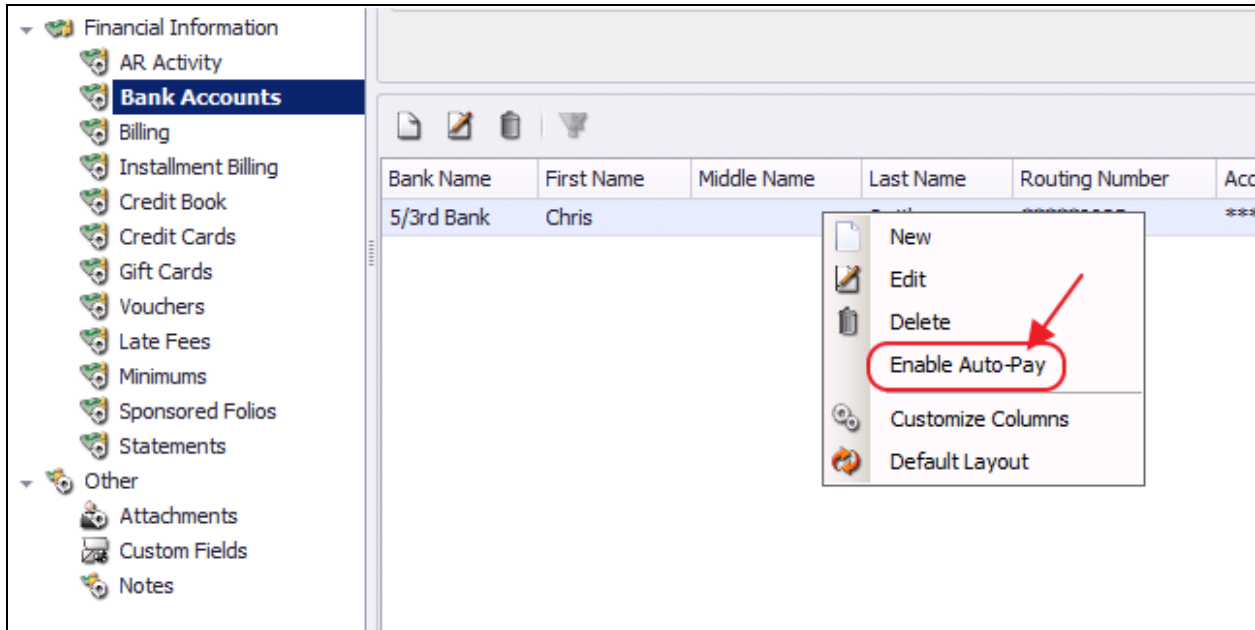 Financial Information
AR Activity
Bank Accounts
Billing
Installment Billing
Credit Book
Credit Cards
Gift Cards
Vouchers
Late Fees
Minimums
Sponsored Folios
Statements
Other
Attachments
Custom Fields
Notes
Bank Name First Name Middle Name Last Name Routing Number Acc
5/3rd Bank Chris ***
New
Edit
Delete
Enable Auto-Pay
Customize Columns
Default Layout